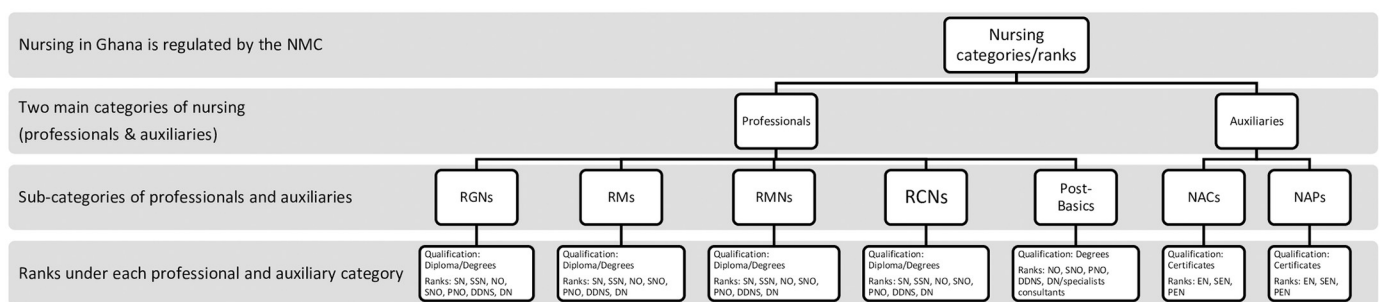 Nursing in Ghana is regulated by the NMC
Nursing
categories/ranks
Two main categories of nursing
(professionals & auxiliaries)
Professionals
Auxiliaries
Sub-categories of professionals and auxiliaries
RGNs
RMs
RMNs
RCNs
Post-
Basics
NACs
NAPs
Ranks under each professional and auxiliary category
Qualification:
Diploma/Degrees
Ranks: SN, SSN, NO,
SNO, PNO, DDNS, DN
Qualification:
Diploma/Degrees
Ranks: SN, SSN, NO, SNO,
PNO, DDNS, DN
Qualification:
Diploma/Degrees
Ranks: SN, SSN, NO, SNO,
PNO, DDNS, DN
Qualification:
Diploma/Degrees
Ranks: SN, SSN, NO, SNO,
PNO, DDNS, DN
Qualification: Degrees
Ranks: NO, SNO, PNO,
DDNS, DN/specialists
consultants
Qualification:
Certificates
Ranks: EN, SEN,
PEN
Qualification:
Certificates
Ranks: EN, SEN,
PEN